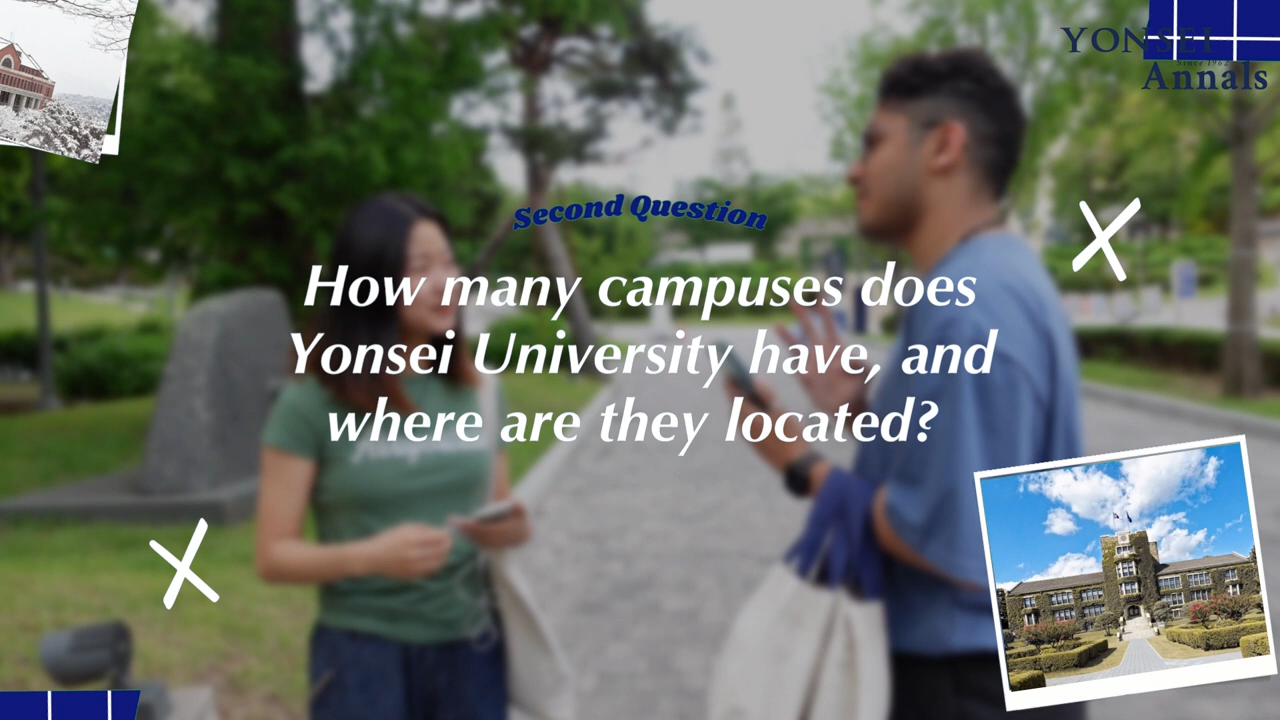 YONSEI
Since 1962
Annals
Second Question
How many campuses does
Yonsei University have, and
where are they located?